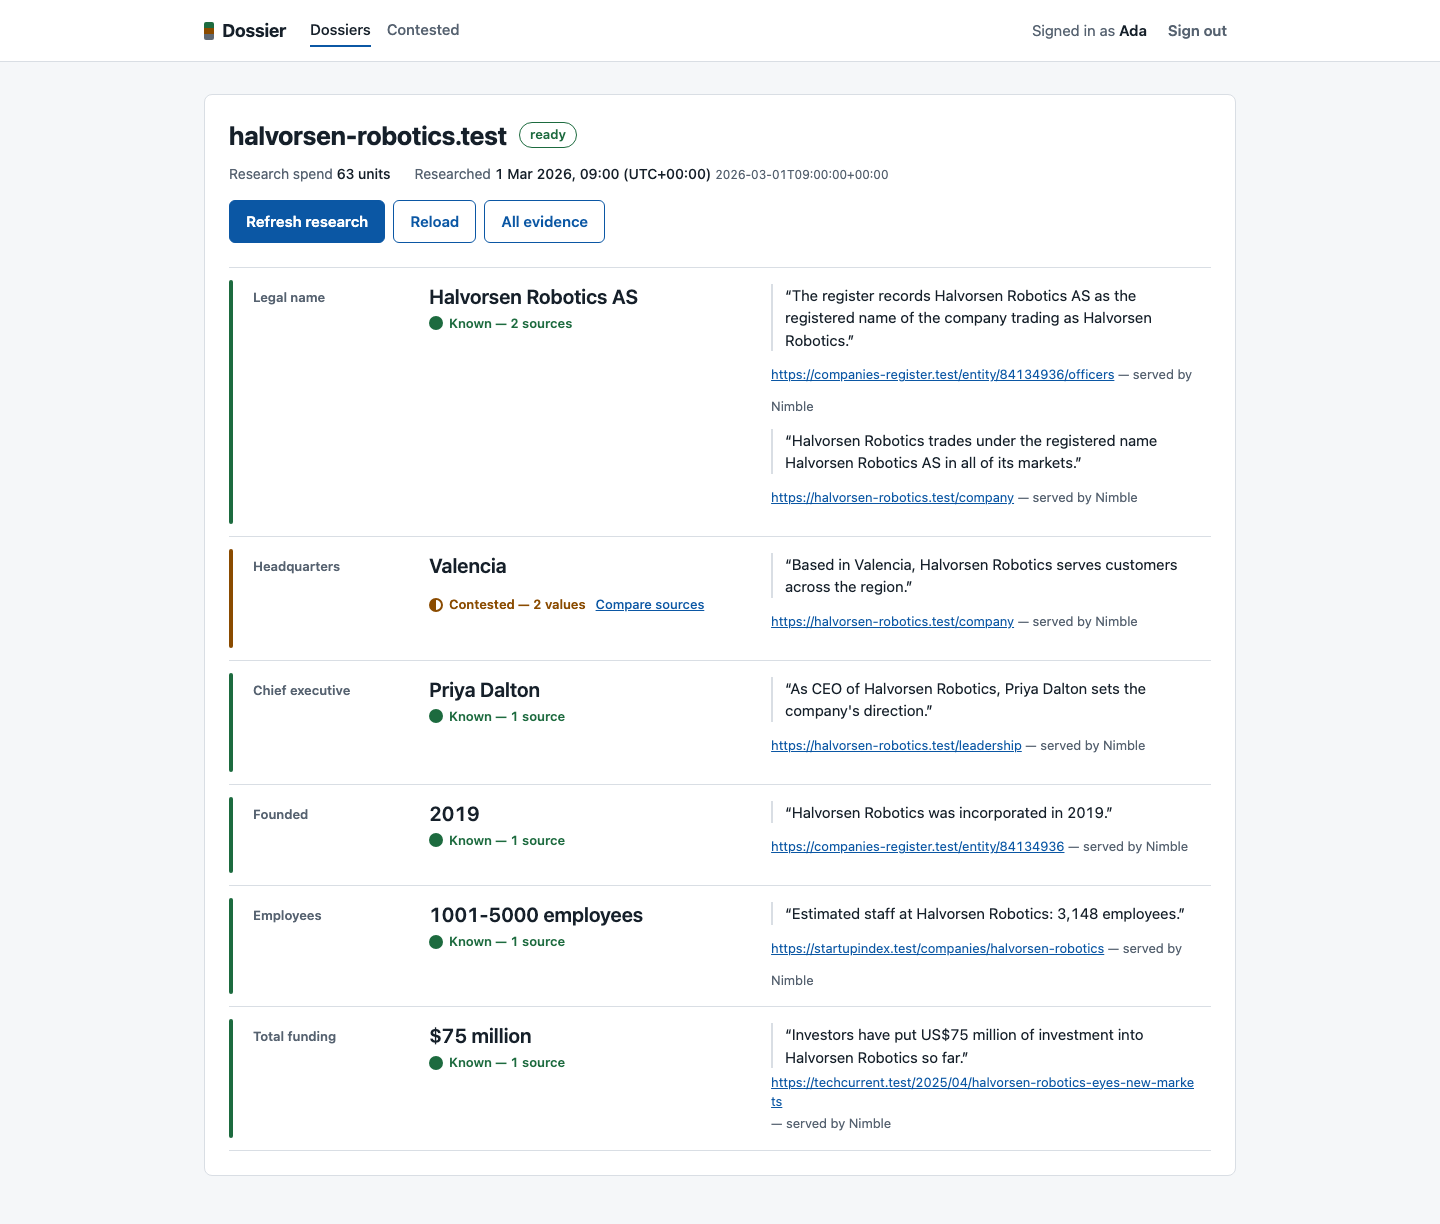 Dossier
Dossiers
Contested
Signed in as Ada
Sign out
halvorsen-robotics.test
ready
Research spend 63 units
Researched 1 Mar 2026, 09:00 (UTC+00:00) 2026-03-01T09:00:00+00:00
Refresh research
Reload
All evidence
Legal name
Halvorsen Robotics AS
Known — 2 sources
“The register records Halvorsen Robotics AS as the
registered name of the company trading as Halvorsen
Robotics.”
https://companies-register.test/entity/84134936/officers — served by
Nimble
“Halvorsen Robotics trades under the registered name
Halvorsen Robotics AS in all of its markets.”
https://halvorsen-robotics.test/company — served by Nimble
Headquarters
Valencia
Contested — 2 values Compare sources
“Based in Valencia, Halvorsen Robotics serves customers
across the region.”
https://halvorsen-robotics.test/company — served by Nimble
Chief executive
Priya Dalton
Known — 1 source
“As CEO of Halvorsen Robotics, Priya Dalton sets the
company's direction.”
https://halvorsen-robotics.test/leadership — served by Nimble
Founded
2019
Known — 1 source
“Halvorsen Robotics was incorporated in 2019.”
https://companies-register.test/entity/84134936 — served by Nimble
Employees
1001-5000 employees
Known — 1 source
“Estimated staff at Halvorsen Robotics: 3,148 employees.”
https://startupindex.test/companies/halvorsen-robotics — served by
Nimble
Total funding
$75 million
Known — 1 source
“Investors have put US$75 million of investment into
Halvorsen Robotics so far.”
https://techcurrent.test/2025/04/halvorsen-robotics-eyes-new-marke
ts
— served by Nimble